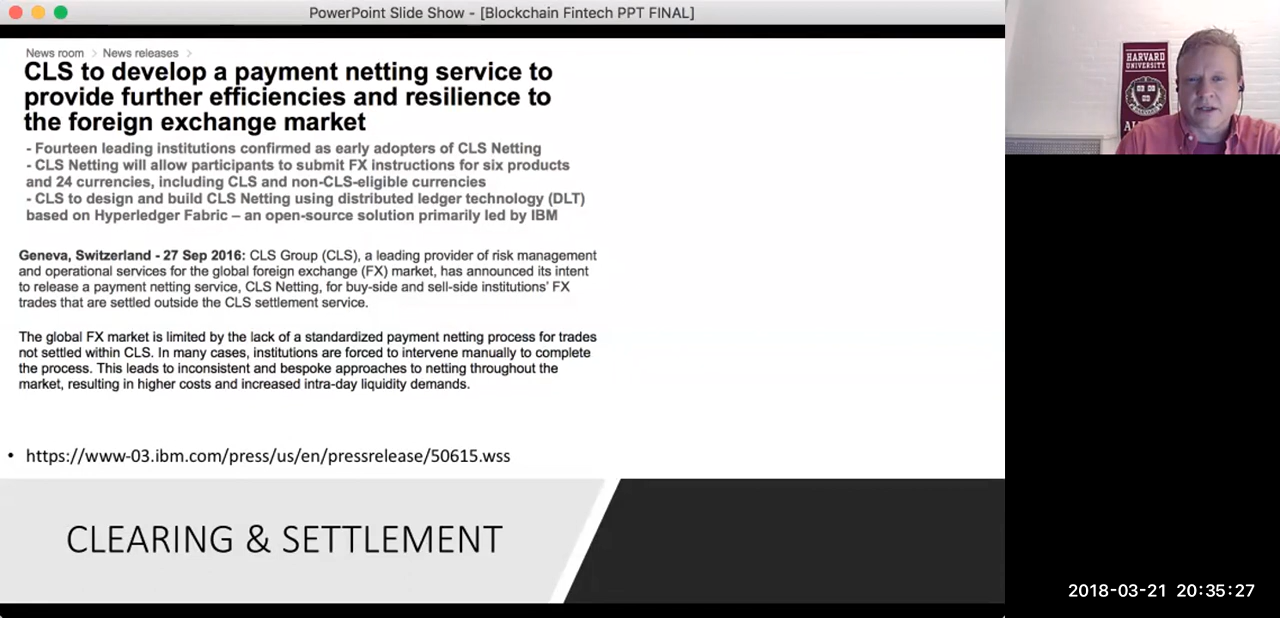 PowerPoint Slide Show - [Blockchain Fintech PPT FINAL]
News room > News releases >
CLS to develop a payment netting service to
provide further efficiencies and resilience to
the foreign exchange market
- Fourteen leading institutions confirmed as early adopters of CLS Netting
- CLS Netting will allow participants to submit FX instructions for six products
and 24 currencies, including CLS and non-CLS-eligible currencies
- CLS to design and build CLS Netting using distributed ledger technology (DLT)
based on Hyperledger Fabric – an open-source solution primarily led by IBM
Geneva, Switzerland - 27 Sep 2016: CLS Group (CLS), a leading provider of risk management
and operational services for the global foreign exchange (FX) market, has announced its intent
to release a payment netting service, CLS Netting, for buy-side and sell-side institutions' FX
trades that are settled outside the CLS settlement service.
The global FX market is limited by the lack of a standardized payment netting process for trades
not settled within CLS. In many cases, institutions are forced to intervene manually to complete
the process. This leads to inconsistent and bespoke approaches to netting throughout the
market, resulting in higher costs and increased intra-day liquidity demands.
• https://www-03.ibm.com/press/us/en/pressrelease/50615.wss
CLEARING & SETTLEMENT
HARVARD
UNIVERSITY
2018-03-21 20:35:27